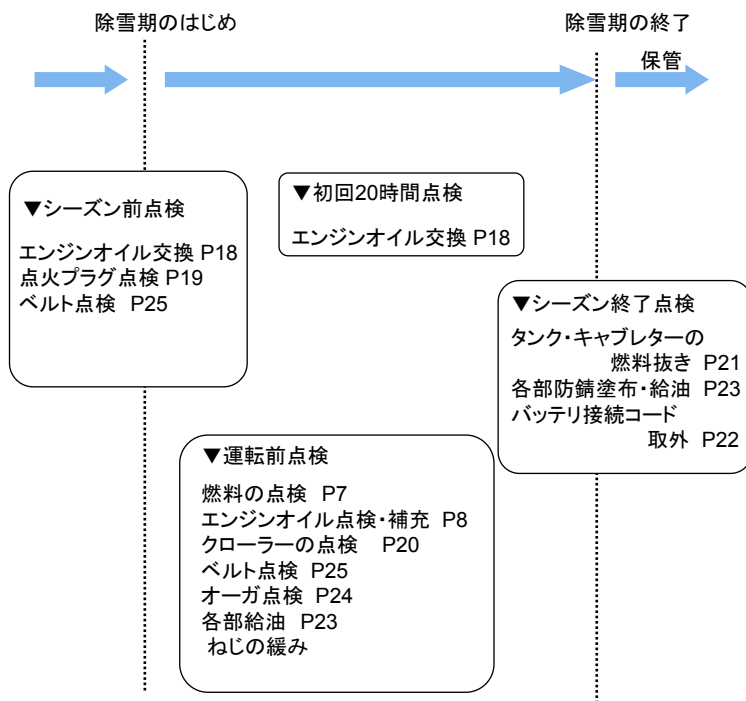 除雪期のはじめ
除雪期の終了
保管
▼シーズン前点検
エンジンオイル交換 P18
点火プラグ点検 P19
ベルト点検 P25
▼初回20時間点検
エンジンオイル交換 P18
▼シーズン終了点検
タンク・キャブレターの
燃料抜き P21
各部防錆塗布・給油 P23
バッテリ接続コード
取外 P22
▼運転前点検
燃料の点検 P7
エンジンオイル点検・補充 P8
クローラーの点検 P20
ベルト点検 P25
オーガ点検 P24
各部給油 P23
ねじの緩み